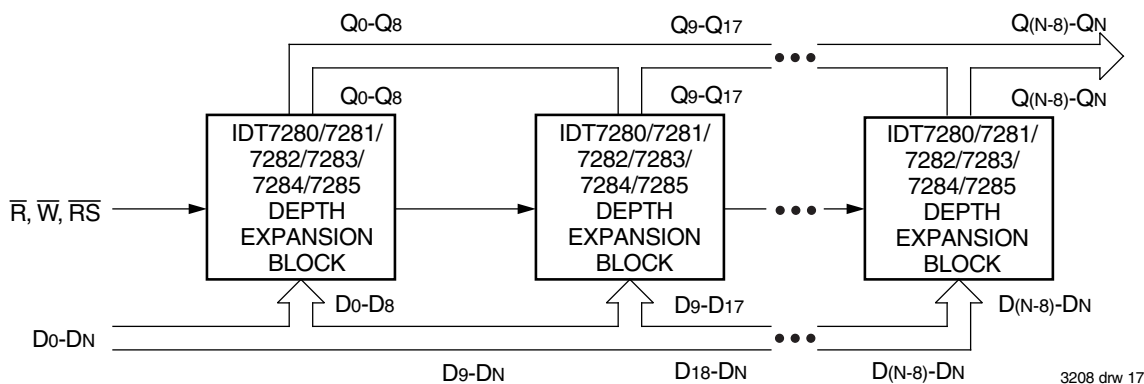 Q0-Q8 Q9-Q17 Q(N-8)-QN
Q0-Q8 Q9-Q17 Q(N-8)-QN
IDT7280/7281/
7282/7283/
7284/7285
DEPTH
EXPANSION
BLOCK
IDT7280/7281/
7282/7283/
7284/7285
DEPTH
EXPANSION
BLOCK
IDT7280/7281/
7282/7283/
7284/7285
DEPTH
EXPANSION
BLOCK
R̅, W̅, R̅S̅
D0-D8 D9-D17 D(N-8)-DN
D0-DN
D9-DN D18-DN D(N-8)-DN
3208 drw 17